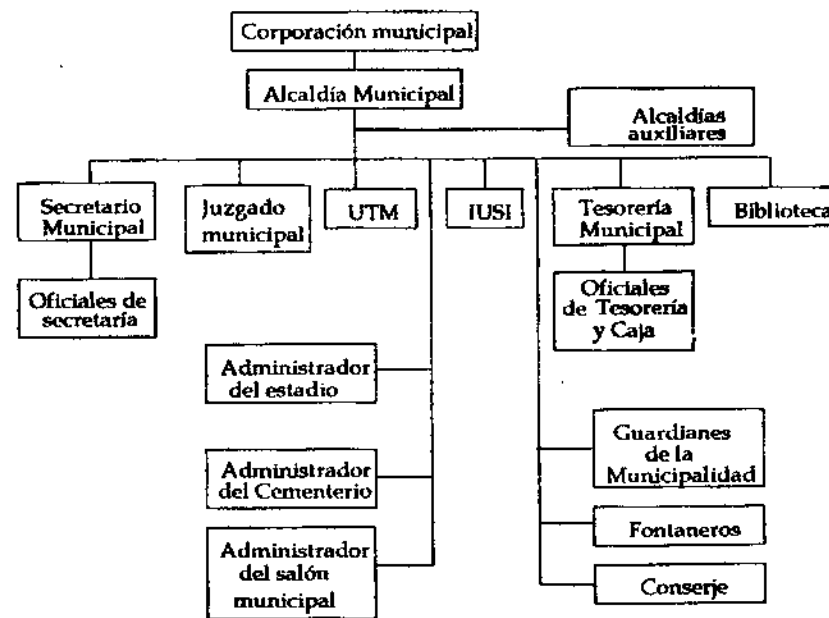 Corporación municipal
Alcaldía Municipal
Alcaldías
auxiliares
Secretario
Municipal
Juzgado
municipal
UTM
IUSI
Tesorería
Municipal
Biblioteca
Oficiales de
secretaría
Oficiales
de Tesorería
y Caja
Administrador
del estadio
Administrador
del Cementerio
Administrador
del salón
municipal
Guardianes
de la
Municipalidad
Fontaneros
Conserje